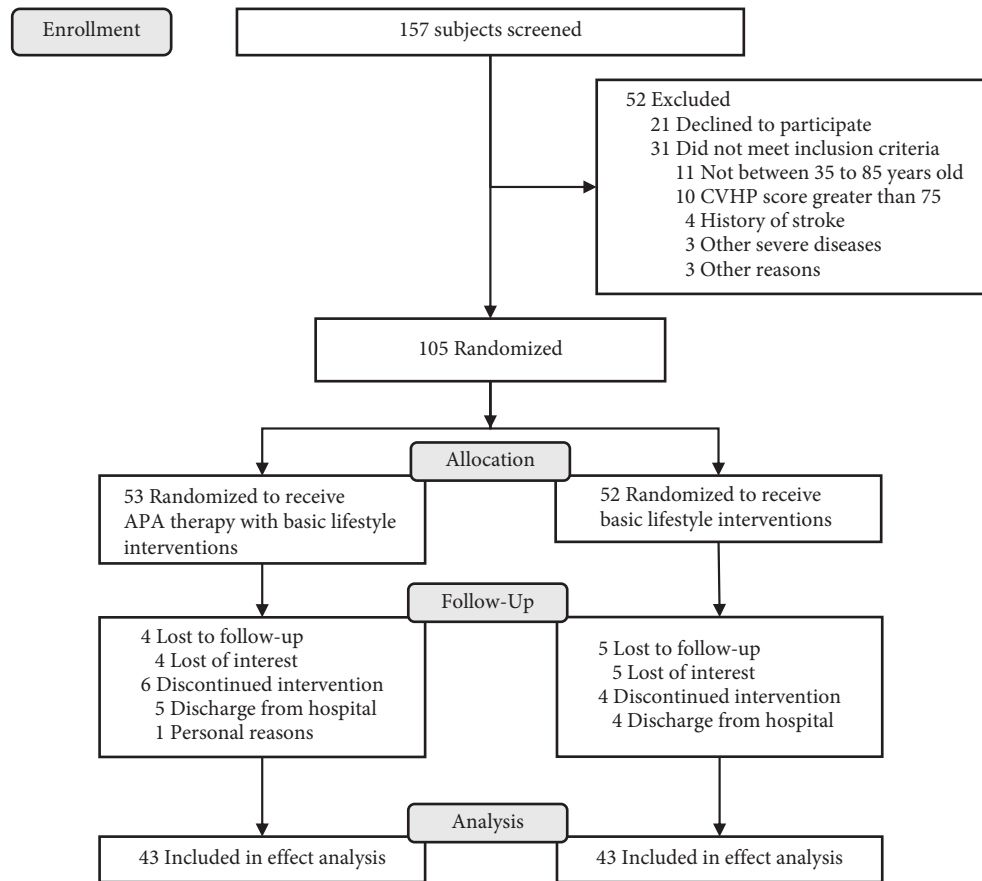 Enrollment
157 subjects screened
52 Excluded
21 Declined to participate
31 Did not meet inclusion criteria
11 Not between 35 to 85 years old
10 CVHP score greater than 75
4 History of stroke
3 Other severe diseases
3 Other reasons
105 Randomized
Allocation
53 Randomized to receive
APA therapy with basic lifestyle
interventions
52 Randomized to receive
basic lifestyle interventions
Follow-Up
4 Lost to follow-up
4 Lost of interest
6 Discontinued intervention
5 Discharge from hospital
1 Personal reasons
5 Lost to follow-up
5 Lost of interest
4 Discontinued intervention
4 Discharge from hospital
Analysis
43 Included in effect analysis
43 Included in effect analysis